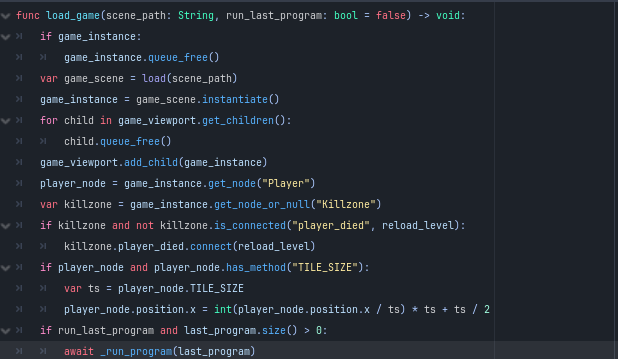 func load_game(scene_path: String, run_last_program: bool = false) -> void:
	if game_instance:
		game_instance.queue_free()
	var game_scene = load(scene_path)
	game_instance = game_scene.instantiate()
	for child in game_viewport.get_children():
		child.queue_free()
	game_viewport.add_child(game_instance)
	player_node = game_instance.get_node("Player")
	var killzone = game_instance.get_node_or_null("Killzone")
	if killzone and not killzone.is_connected("player_died", reload_level):
		killzone.player_died.connect(reload_level)
	if player_node and player_node.has_method("TILE_SIZE"):
		var ts = player_node.TILE_SIZE
		player_node.position.x = int(player_node.position.x / ts) * ts + ts / 2
	if run_last_program and last_program.size() > 0:
		await _run_program(last_program)